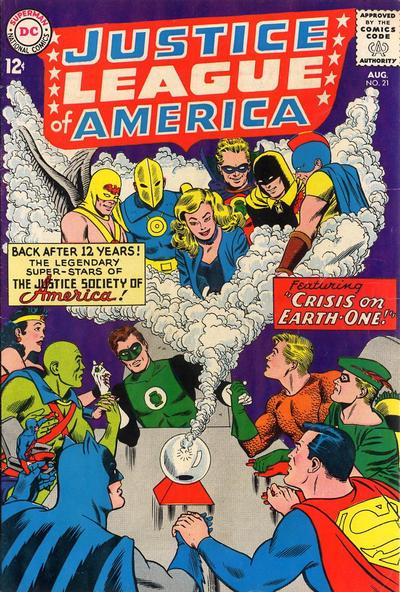 SUPERMAN
DC
NATIONAL COMICS
12¢
JUSTICE
LEAGUE
of AMERICA
APPROVED
BY THE
COMICS
CODE
CA
AUTHORITY
AUG.
NO. 21
BACK AFTER 12 YEARS!
THE LEGENDARY
SUPER-STARS OF
THE JUSTICE SOCIETY OF
America!
Featuring
"CRISIS on
EARTH-ONE!"
S